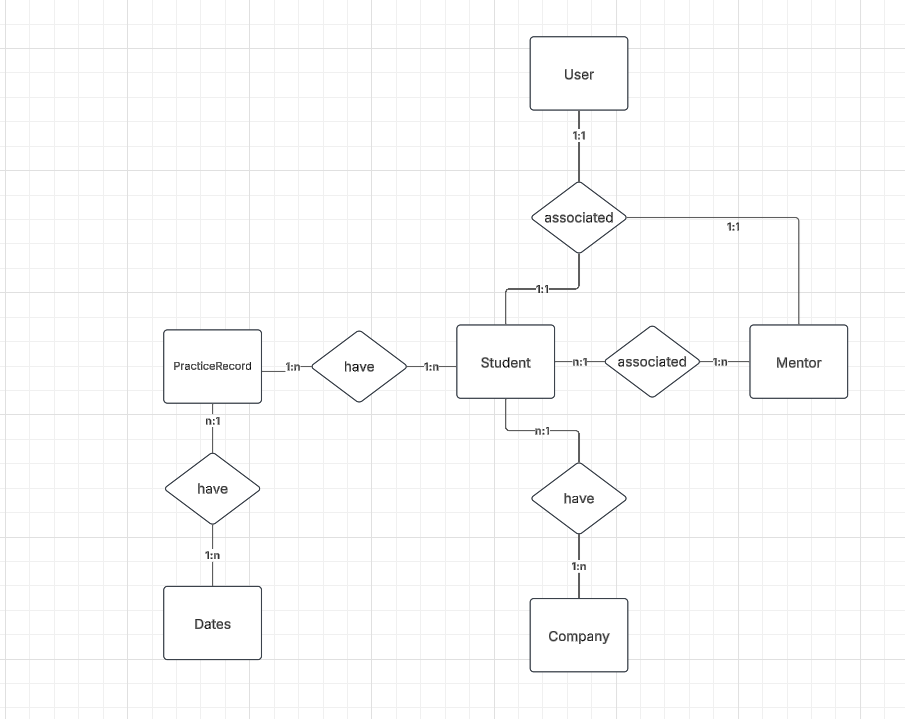 User
1:1
associated
1:1
1:1
PracticeRecord
1:n
have
1:n
Student
n:1
associated
1:n
Mentor
n:1
n:1
have
have
1:n
1:n
Dates
Company